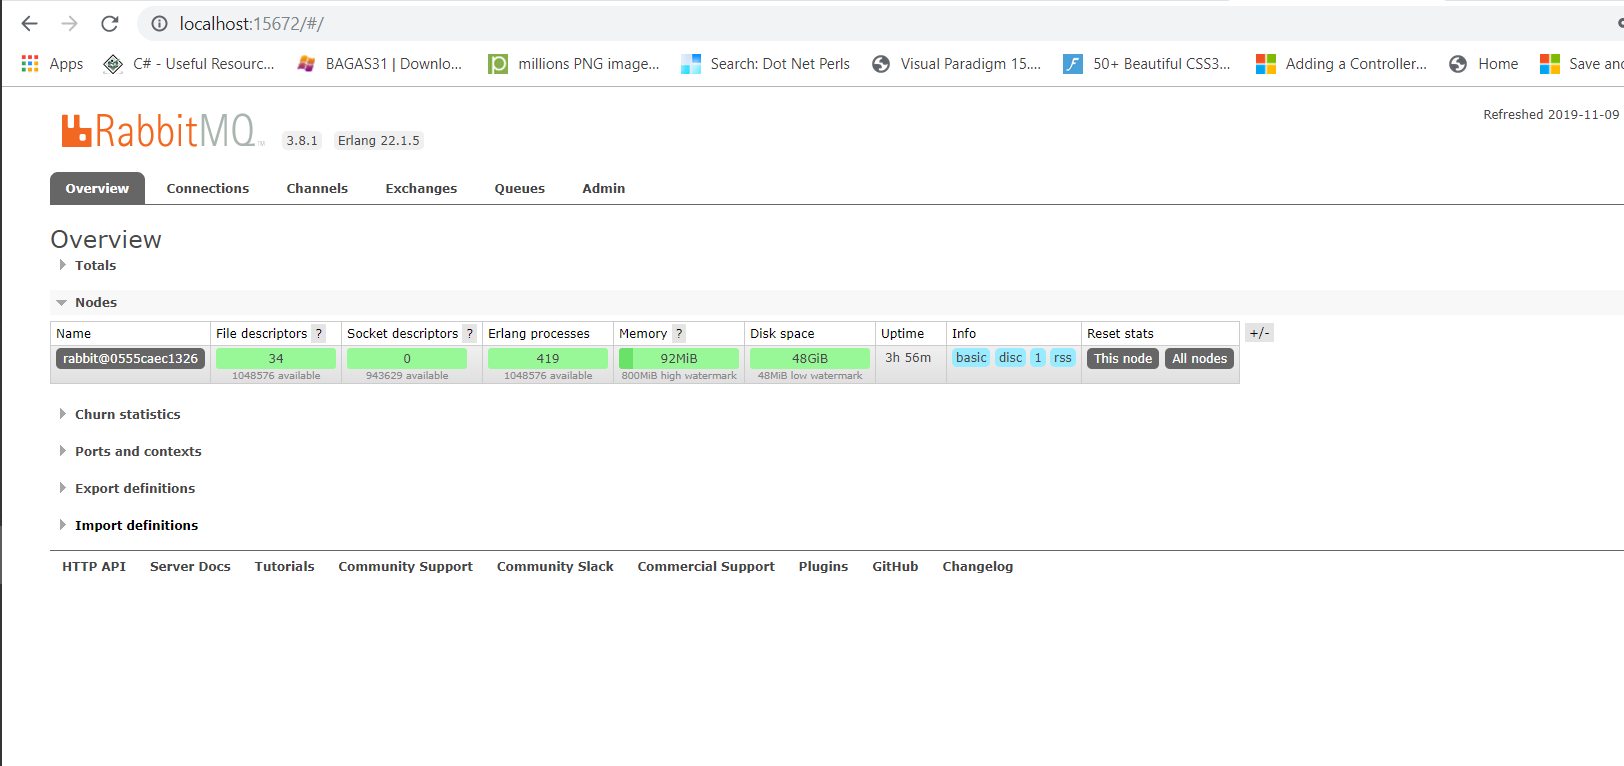 localhost:15672/#/
Apps C# - Useful Resourc... BAGAS31 | Downlo... millions PNG image... Search: Dot Net Perls Visual Paradigm 15.... 50+ Beautiful CSS3... Adding a Controller... Home Save and
RabbitMQ TM 3.8.1 Erlang 22.1.5 Refreshed 2019-11-09
Overview Connections Channels Exchanges Queues Admin
Overview
Totals
Nodes
Name File descriptors ? Socket descriptors ? Erlang processes Memory ? Disk space Uptime Info Reset stats +/-
rabbit@0555caec1326 34 0 419 92MiB 48GiB 3h 56m basic disc 1 rss This node All nodes
1048576 available 943629 available 1048576 available 800MiB high watermark 48MiB low watermark
Churn statistics
Ports and contexts
Export definitions
Import definitions
HTTP API Server Docs Tutorials Community Support Community Slack Commercial Support Plugins GitHub Changelog